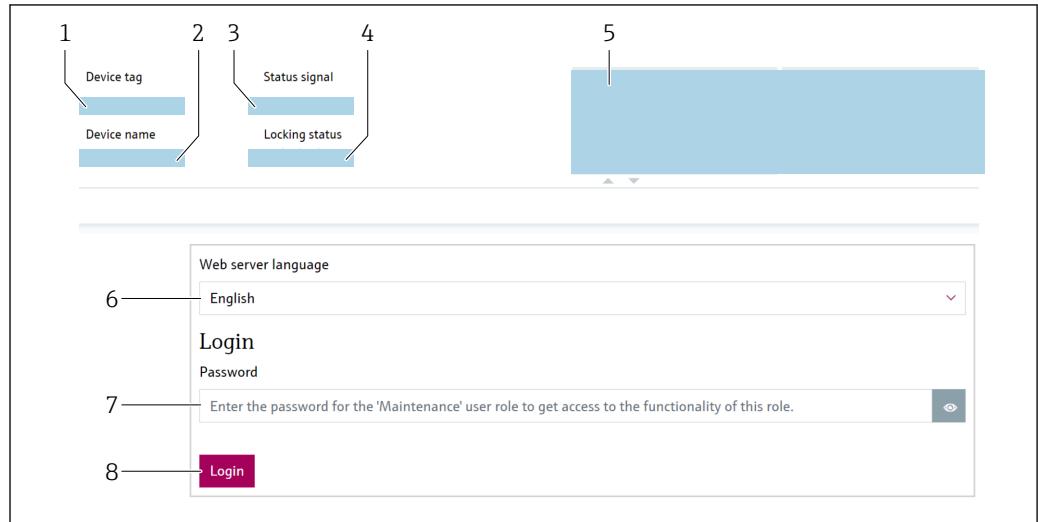 1 2 3 4 5
Device tag Status signal
Device name Locking status
Web server language
6 English
Login
Password
7 Enter the password for the 'Maintenance' user role to get access to the functionality of this role.
8 Login